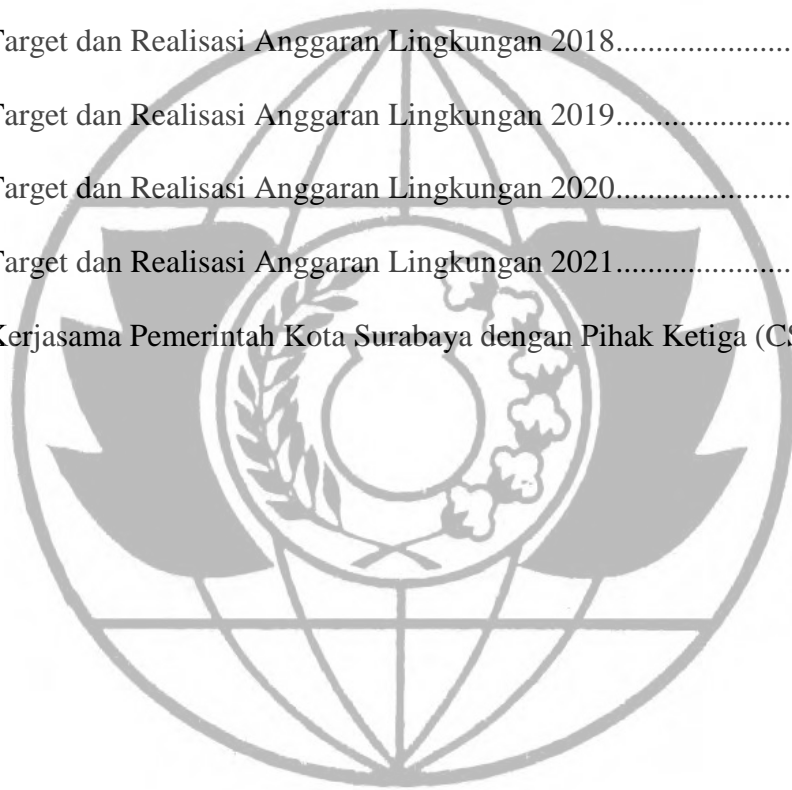 Target dan Realisasi Anggaran Lingkungan 2018......................
Target dan Realisasi Anggaran Lingkungan 2019......................
Target dan Realisasi Anggaran Lingkungan 2020......................
Target dan Realisasi Anggaran Lingkungan 2021......................
Kerjasama Pemerintah Kota Surabaya dengan Pihak Ketiga (CS